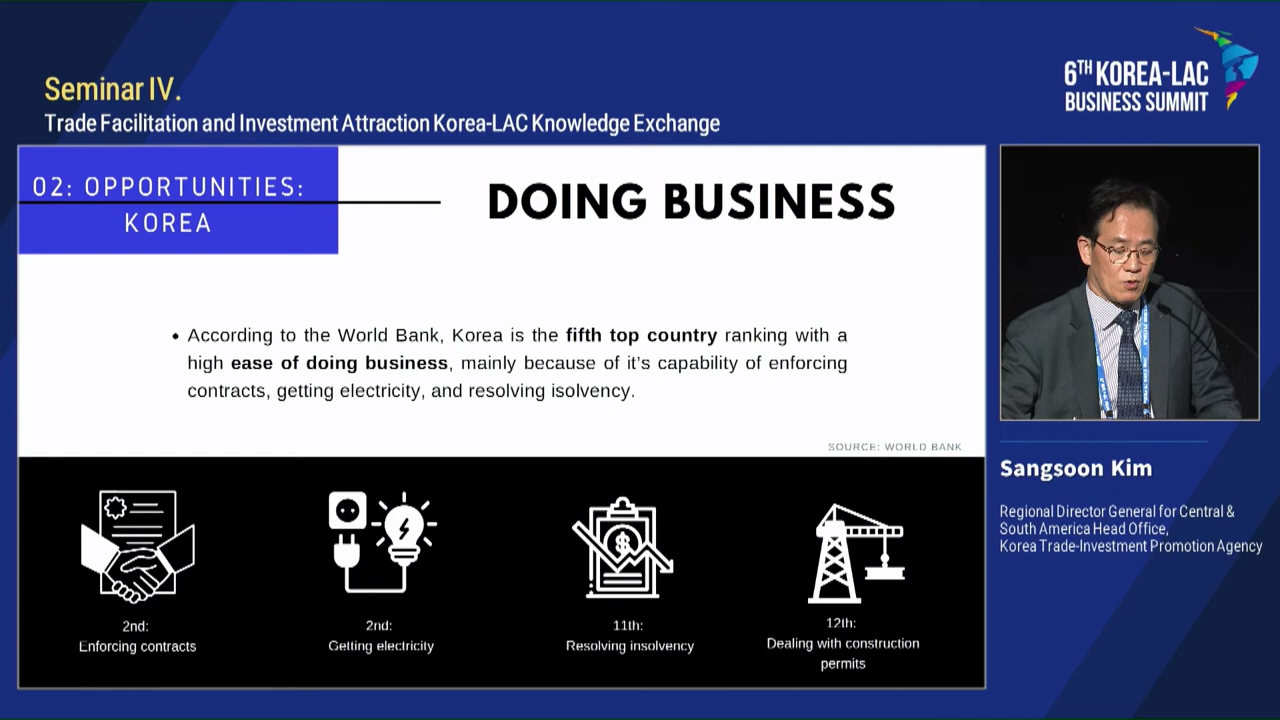 Seminar IV.
Trade Facilitation and Investment Attraction Korea-LAC Knowledge Exchange
6TH KOREA-LAC
BUSINESS SUMMIT
02: OPPORTUNITIES:
KOREA
DOING BUSINESS
• According to the World Bank, Korea is the fifth top country ranking with a
high ease of doing business, mainly because of it's capability of enforcing
contracts, getting electricity, and resolving isolvency.
SOURCE: WORLD BANK
2nd:
Enforcing contracts
2nd:
Getting electricity
11th:
Resolving insolvency
12th:
Dealing with construction
permits
Sangsoon Kim
Regional Director General for Central &
South America Head Office,
Korea Trade-Investment Promotion Agency